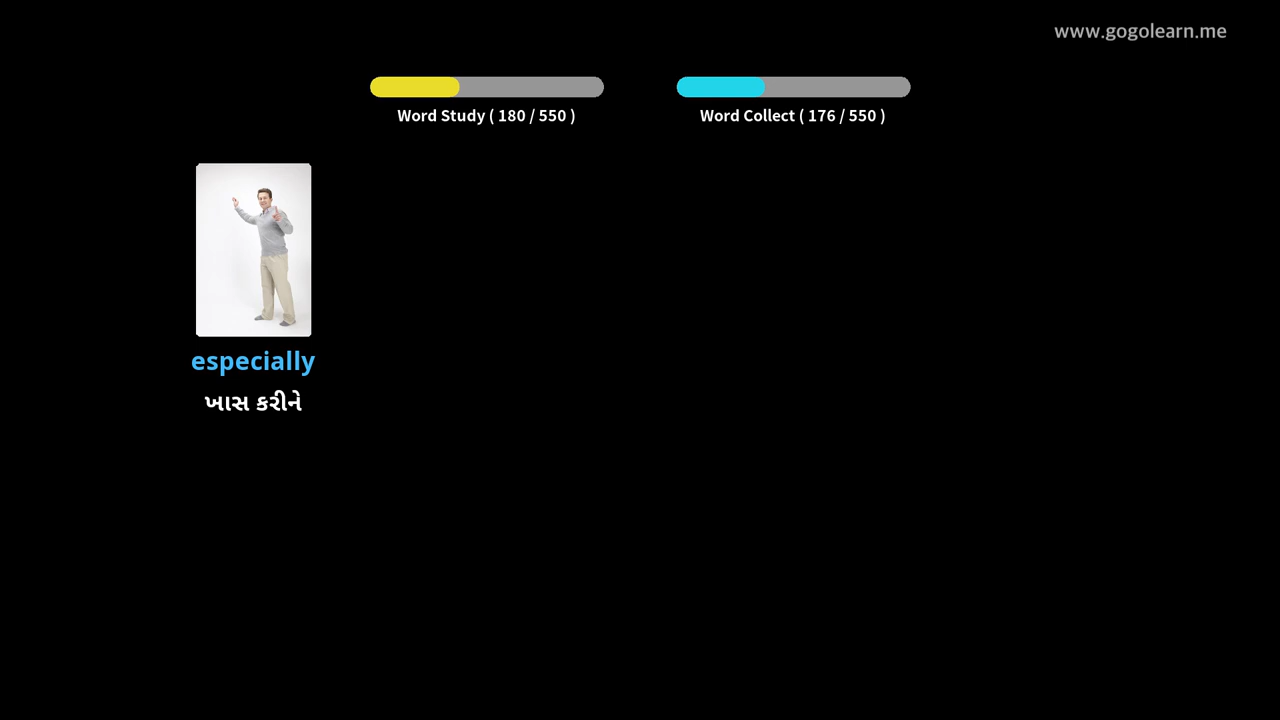 www.gogolearn.me
Word Study ( 180 / 550 )
Word Collect ( 176 / 550 )
especially
ખાસ કરીને